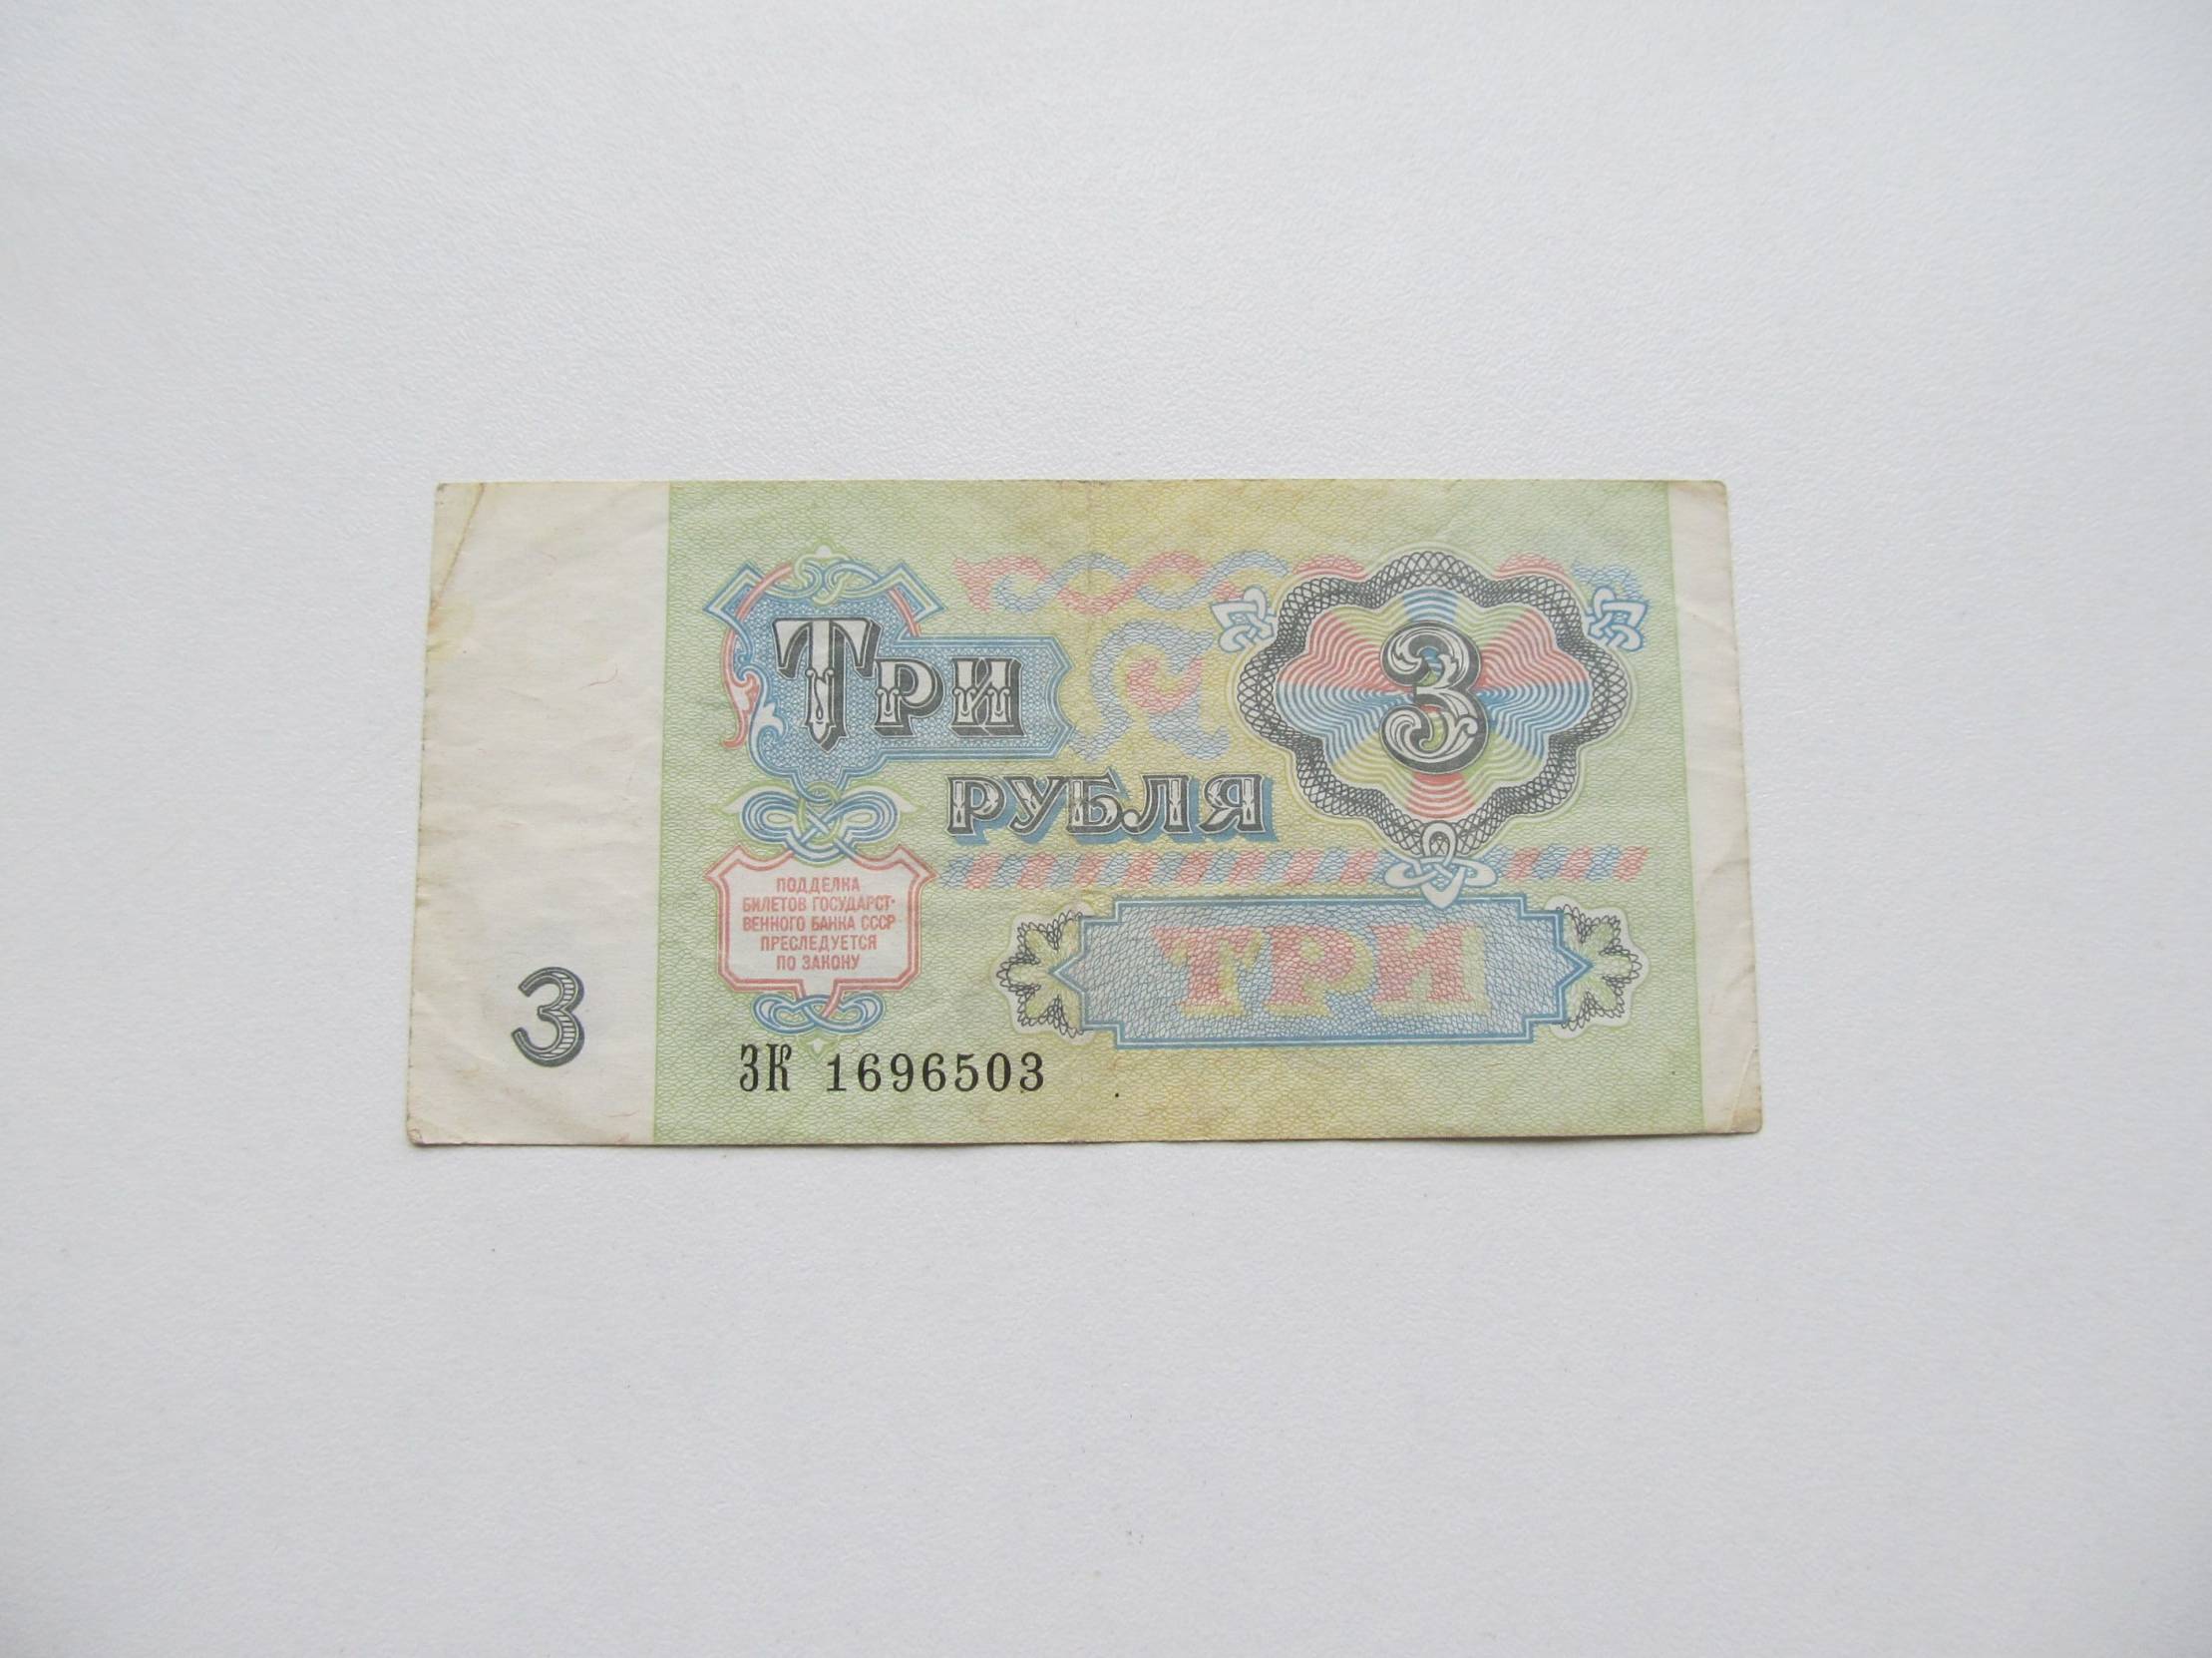 Три
3
РУБЛЯ
ПОДДЕЛКА
БИЛЕТОВ ГОСУДАРСТ-
ВЕННОГО БАНКА СССР
ПРЕСЛЕДУЕТСЯ
ПО ЗАКОНУ
ТРИ
3
ЗК 1696503